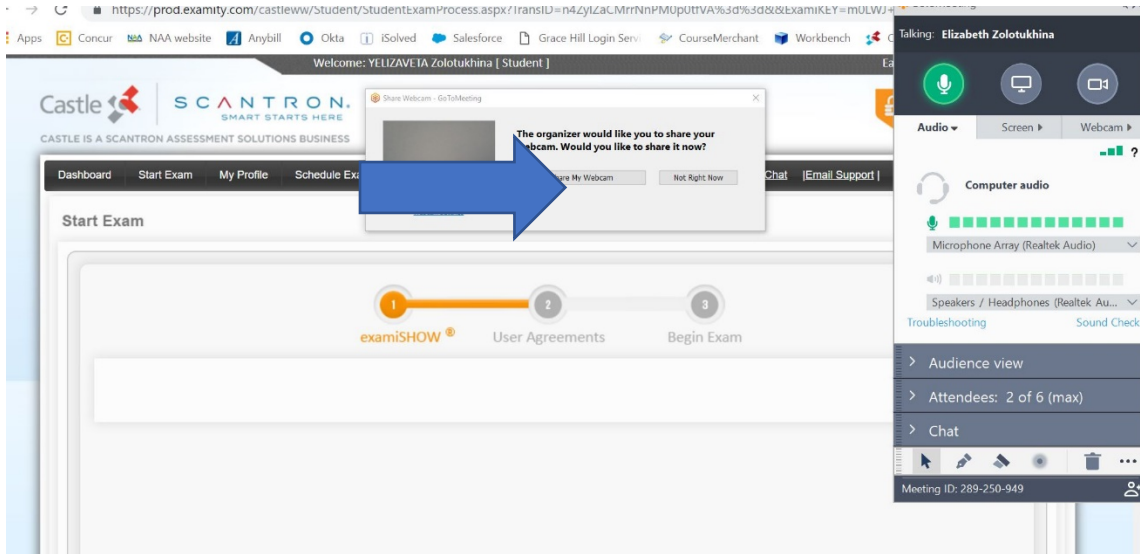 https://prod.examity.com/castleww/Student/StudentExamProcess.aspx?TransID=n4ZyIZaCMrrNnPMUp0tfVA%3d%3d&&ExamiKEY=m0LWJ+
Apps Concur NAA website Anybill Okta iSolved Salesforce Grace Hill Login Serv CourseMerchant Workbench
Welcome: YELIZAVETA Zolotukhina [ Student ]
Castle SCANTRON.
SMART STARTS HERE
CASTLE IS A SCANTRON ASSESSMENT SOLUTIONS BUSINESS
Share Webcam - GoToMeeting
The organizer would like you to share your
webcam. Would you like to share it now?
Share My Webcam Not Right Now
Dashboard Start Exam My Profile Schedule Exa Chat |Email Support |
Start Exam
1 2 3
examiSHOW ® User Agreements Begin Exam
Talking: Elizabeth Zolotukhina
Audio Screen Webcam
?
Computer audio
Microphone Array (Realtek Audio)
Speakers / Headphones (Realtek Au...
Troubleshooting Sound Check
Audience view
Attendees: 2 of 6 (max)
Chat
Meeting ID: 289-250-949